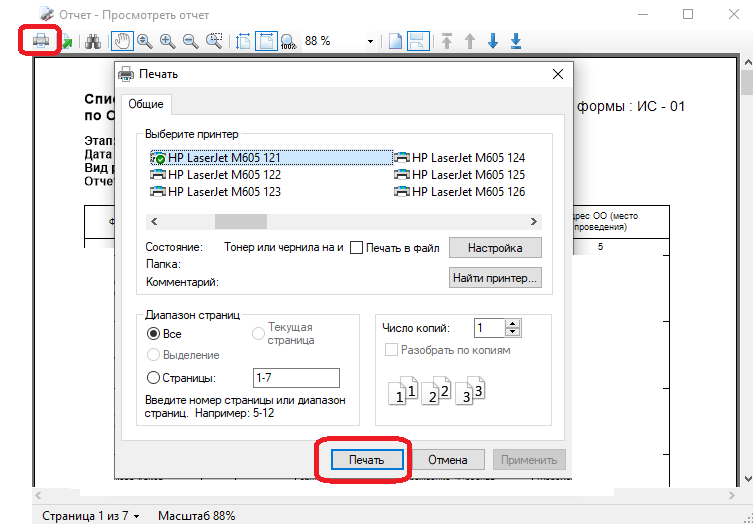 Отчет - Просмотреть отчет
100%
88 %
Печать
Общие
формы : ИС - 01
по О
Этап:
Дата
Вид
Выберите принтер
HP LaserJet M605 121
HP LaserJet M605 124
HP LaserJet M605 122
HP LaserJet M605 125
HP LaserJet M605 123
HP LaserJet M605 126
(место
проведения)
5
Состояние:
Тонер или чернила на и
Печать в файл
Настройка
Папка:
Комментарий:
Найти принтер...
Диапазон страниц
Все
Текущая
страница
Выделение
Страницы:
1-7
Введите номер страницы или диапазон
страниц. Например: 5-12
Число копий:
1
Разобрать по копиям
1 1 2 2 3 3
Печать
Отмена
Применить
Страница 1 из 7
Масштаб 88%